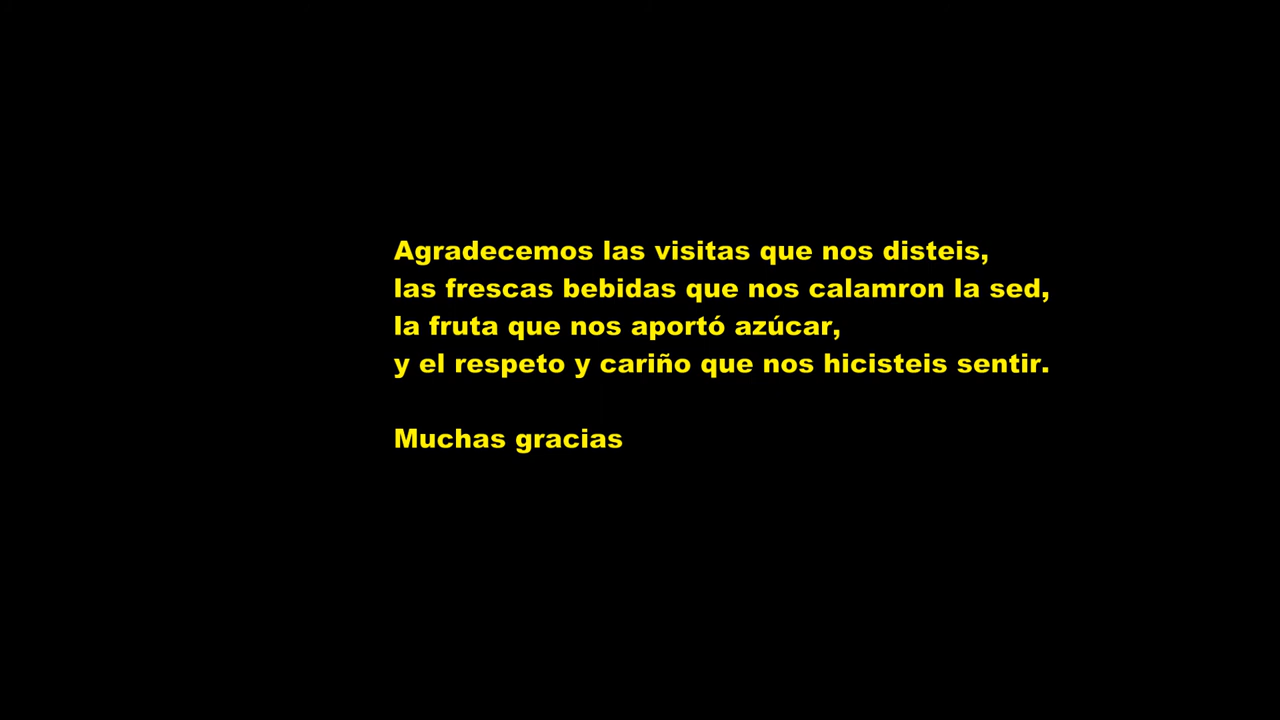 Agradecemos las visitas que nos disteis,
las frescas bebidas que nos calamron la sed,
la fruta que nos aportó azúcar,
y el respeto y cariño que nos hicisteis sentir.
Muchas gracias